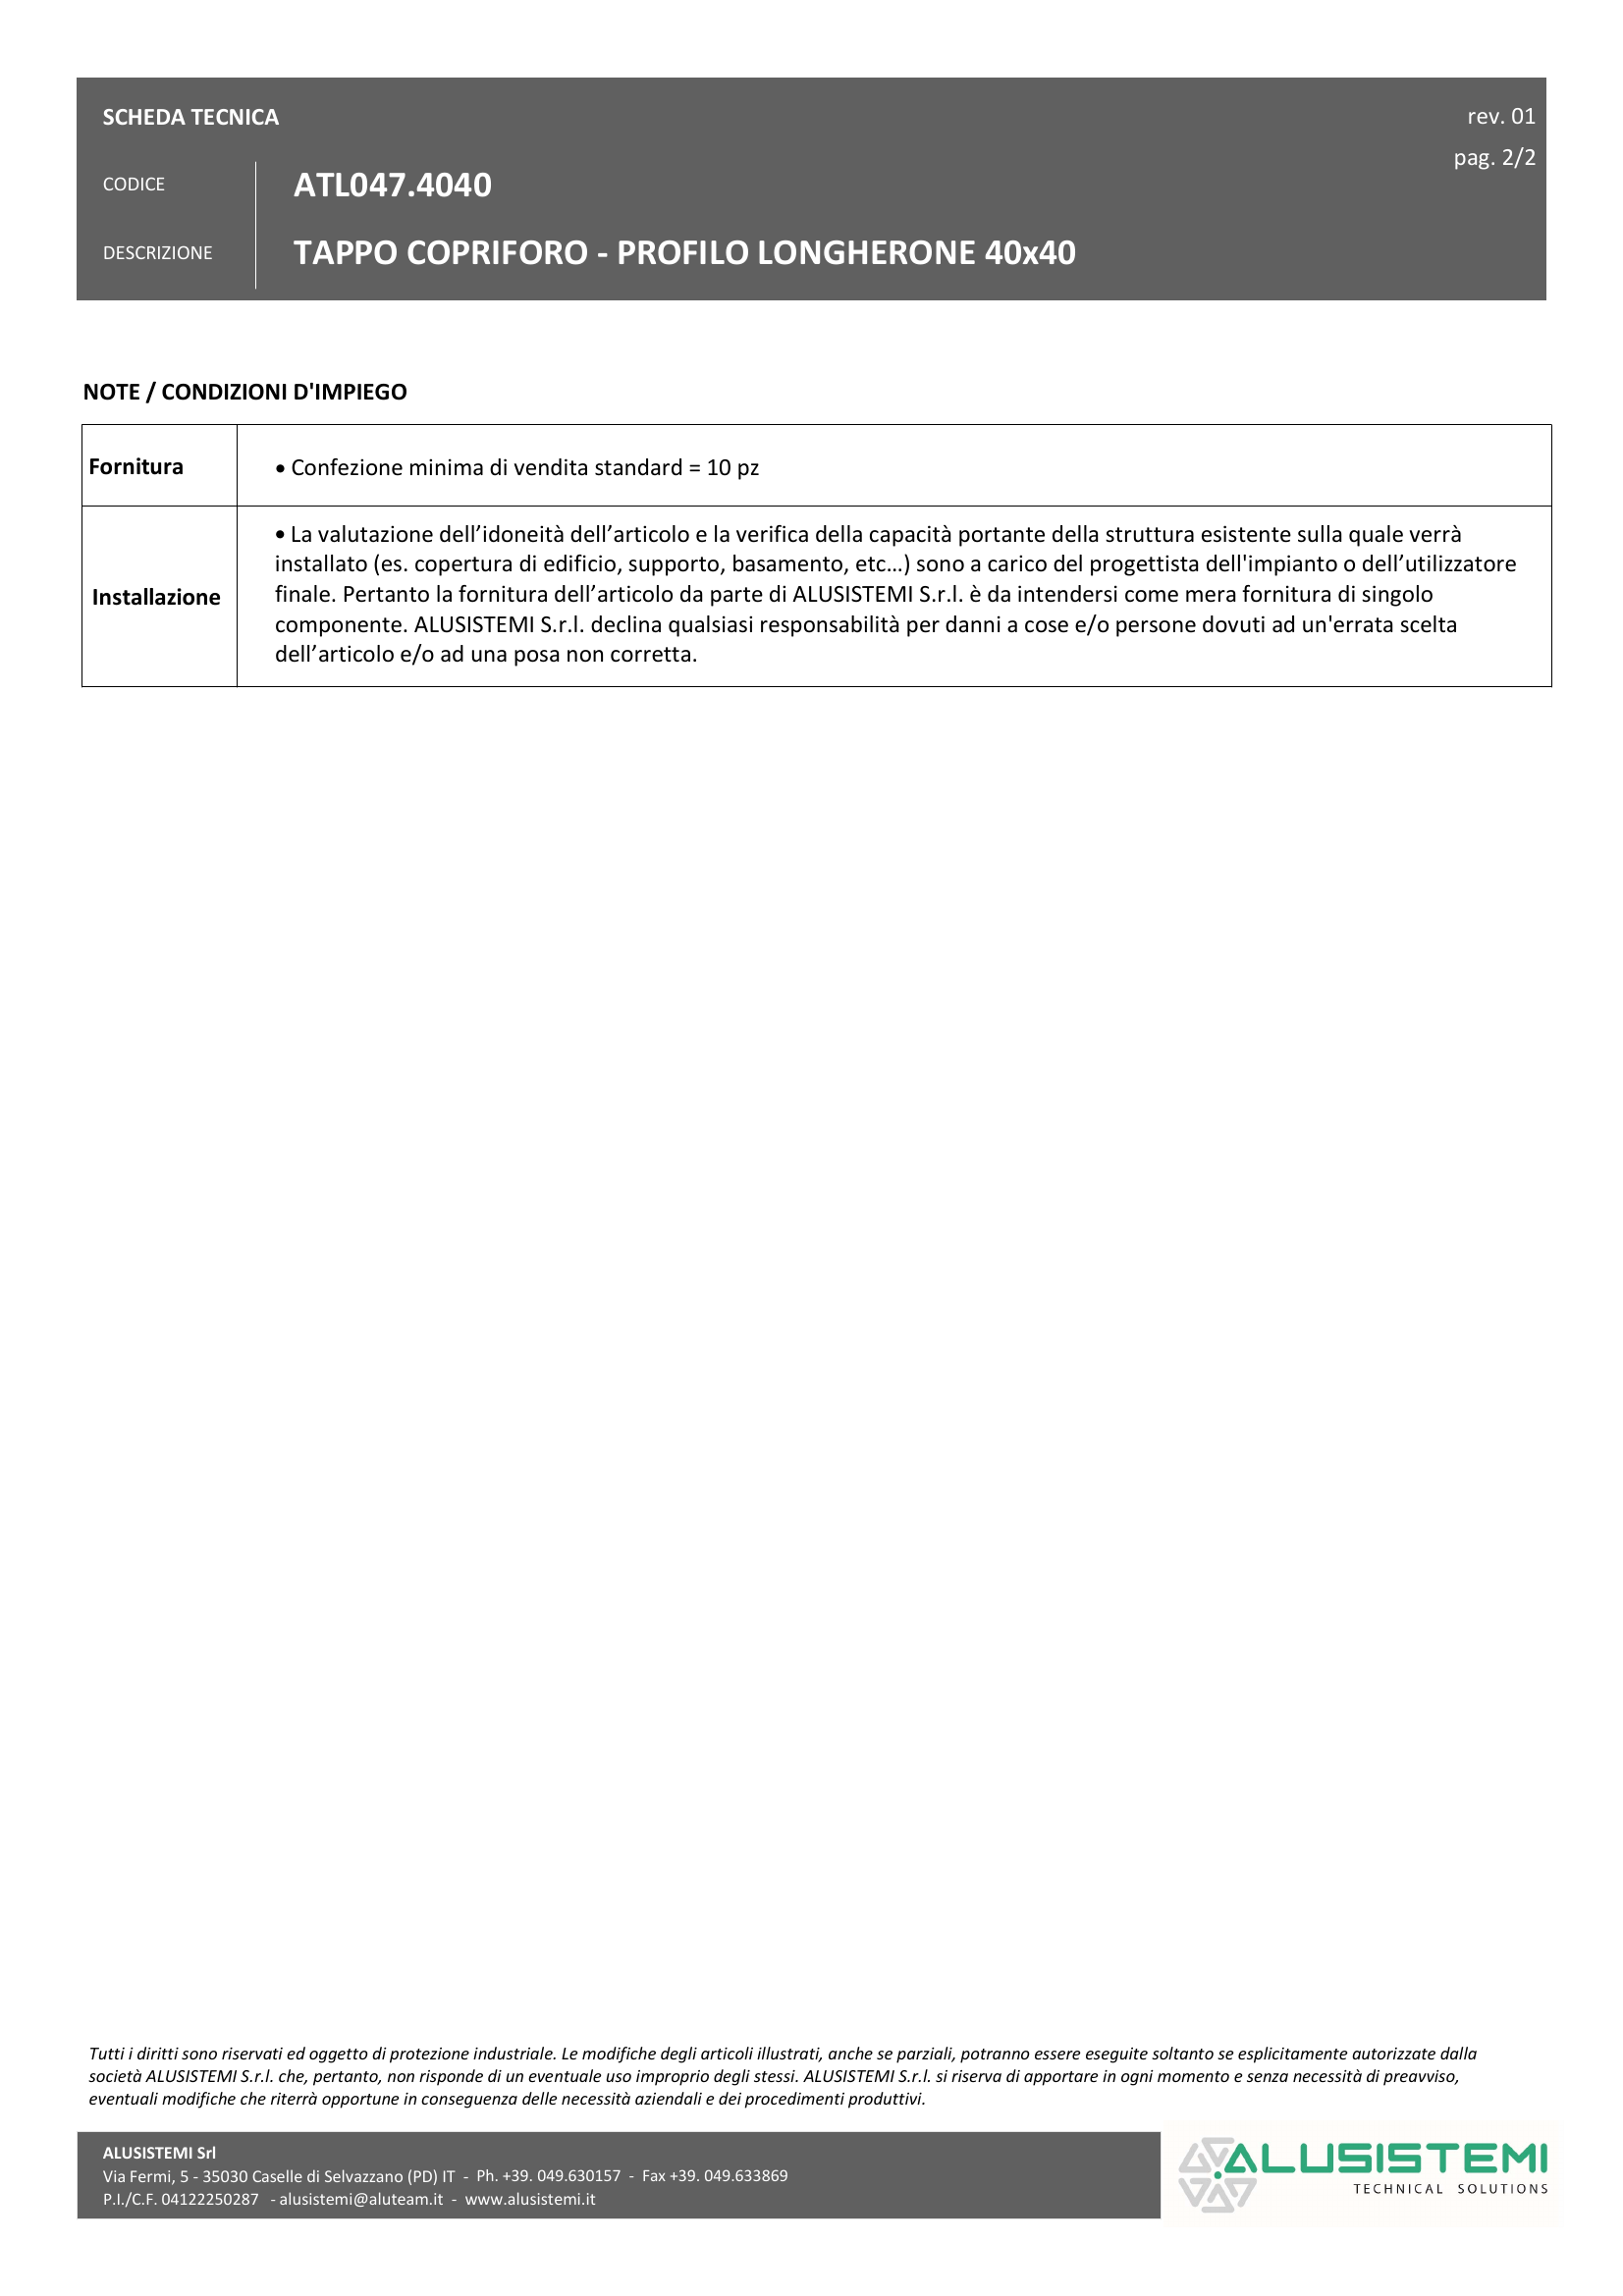 SCHEDA TECNICA
rev. 01
pag. 2/2
CODICE
ATL047.4040
DESCRIZIONE
TAPPO COPRIFORO - PROFILO LONGHERONE 40x40
NOTE / CONDIZIONI D'IMPIEGO
Fornitura
• Confezione minima di vendita standard = 10 pz
Installazione
• La valutazione dell’idoneità dell’articolo e la verifica della capacità portante della struttura esistente sulla quale verrà
installato (es. copertura di edificio, supporto, basamento, etc…) sono a carico del progettista dell'impianto o dell’utilizzatore
finale. Pertanto la fornitura dell’articolo da parte di ALUSISTEMI S.r.l. è da intendersi come mera fornitura di singolo
componente. ALUSISTEMI S.r.l. declina qualsiasi responsabilità per danni a cose e/o persone dovuti ad un'errata scelta
dell’articolo e/o ad una posa non corretta.
Tutti i diritti sono riservati ed oggetto di protezione industriale. Le modifiche degli articoli illustrati, anche se parziali, potranno essere eseguite soltanto se esplicitamente autorizzate dalla
società ALUSISTEMI S.r.l. che, pertanto, non risponde di un eventuale uso improprio degli stessi. ALUSISTEMI S.r.l. si riserva di apportare in ogni momento e senza necessità di preavviso,
eventuali modifiche che riterrà opportune in conseguenza delle necessità aziendali e dei procedimenti produttivi.
ALUSISTEMI Srl
Via Fermi, 5 - 35030 Caselle di Selvazzano (PD) IT - Ph. +39. 049.630157 - Fax +39. 049.633869
P.I./C.F. 04122250287 - alusistemi@aluteam.it - www.alusistemi.it
ALUSISTEMI
TECHNICAL SOLUTIONS